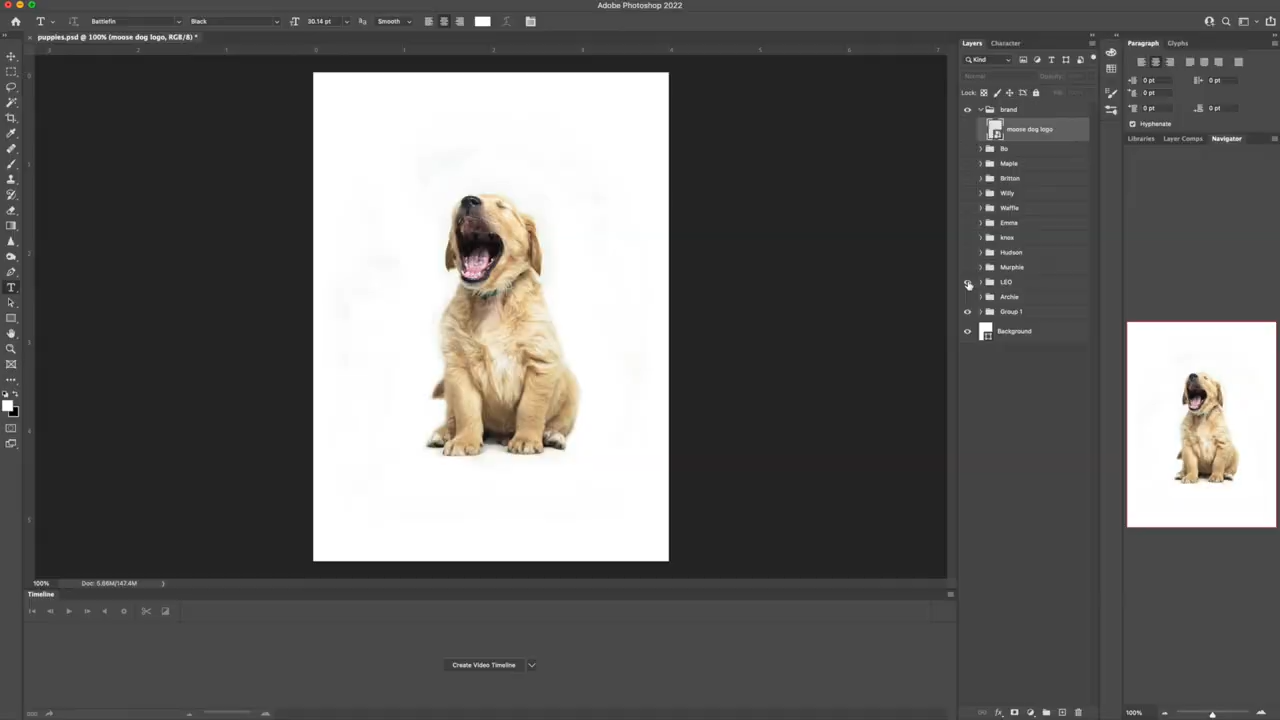 Adobe Photoshop 2022
Battlefin
Black
30.14 pt
Smooth
puppies.psd @ 100% (moose dog logo, RGB/8) *
Layers
Character
Kind
Normal
Opacity:
Lock:
Fill:
brand
moose dog logo
Bo
Maple
Britton
Willy
Waffle
Emma
knox
Hudson
Murphie
LEO
Archie
Group 1
Background
Paragraph
Glyphs
0 pt
0 pt
0 pt
0 pt
0 pt
Hyphenate
Libraries
Layer Comps
Navigator
100%
Doc: 5.66M/147.4M
Timeline
Create Video Timeline
100%